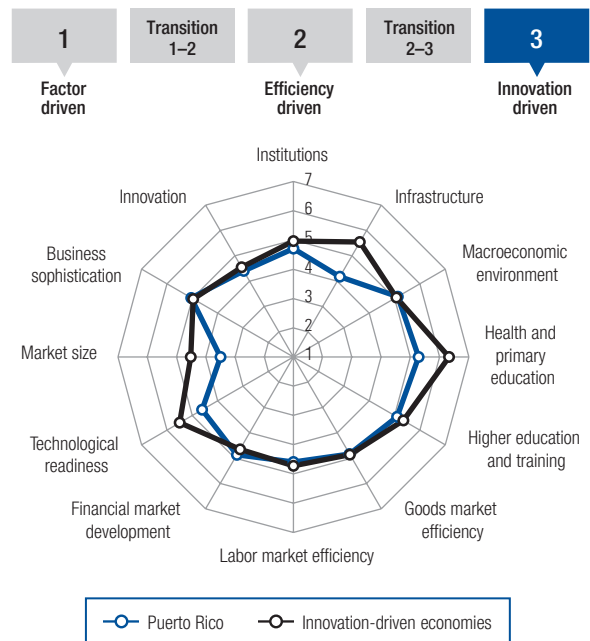 1
Transition
1–2
2
Transition
2–3
3
Factor
driven
Efficiency
driven
Innovation
driven
Institutions
7
Innovation
6
Infrastructure
5
Business
sophistication
4
Macroeconomic
environment
3
2
Market size
1
Health and
primary
education
Technological
readiness
Higher education
and training
Financial market
development
Goods market
efficiency
Labor market efficiency
Puerto Rico
Innovation-driven economies